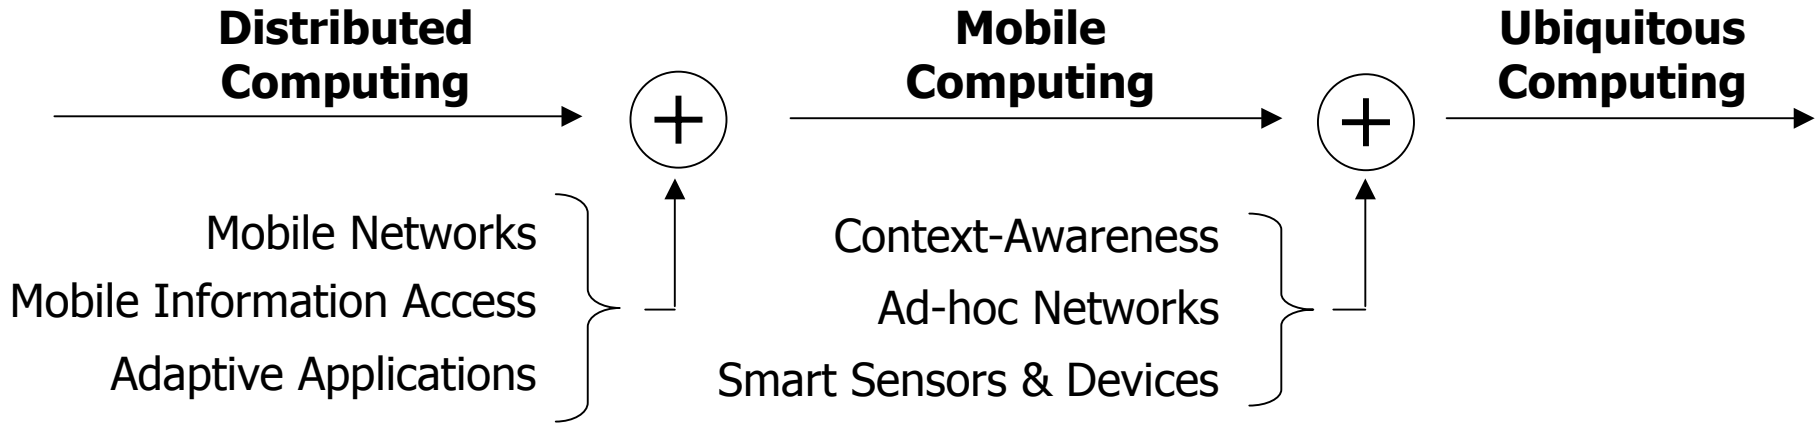 Distributed
Computing
Mobile
Computing
Ubiquitous
Computing
+
+
Mobile Networks
Mobile Information Access
Adaptive Applications
Context-Awareness
Ad-hoc Networks
Smart Sensors & Devices